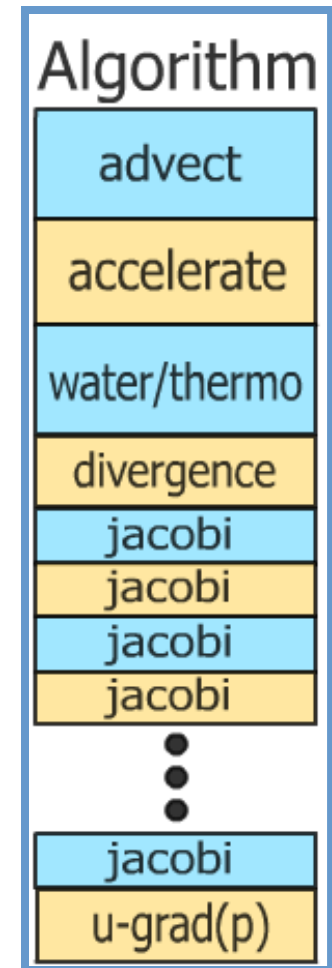 Algorithm
advect
accelerate
water/thermo
divergence
jacobi
jacobi
jacobi
jacobi
jacobi
u-grad(p)